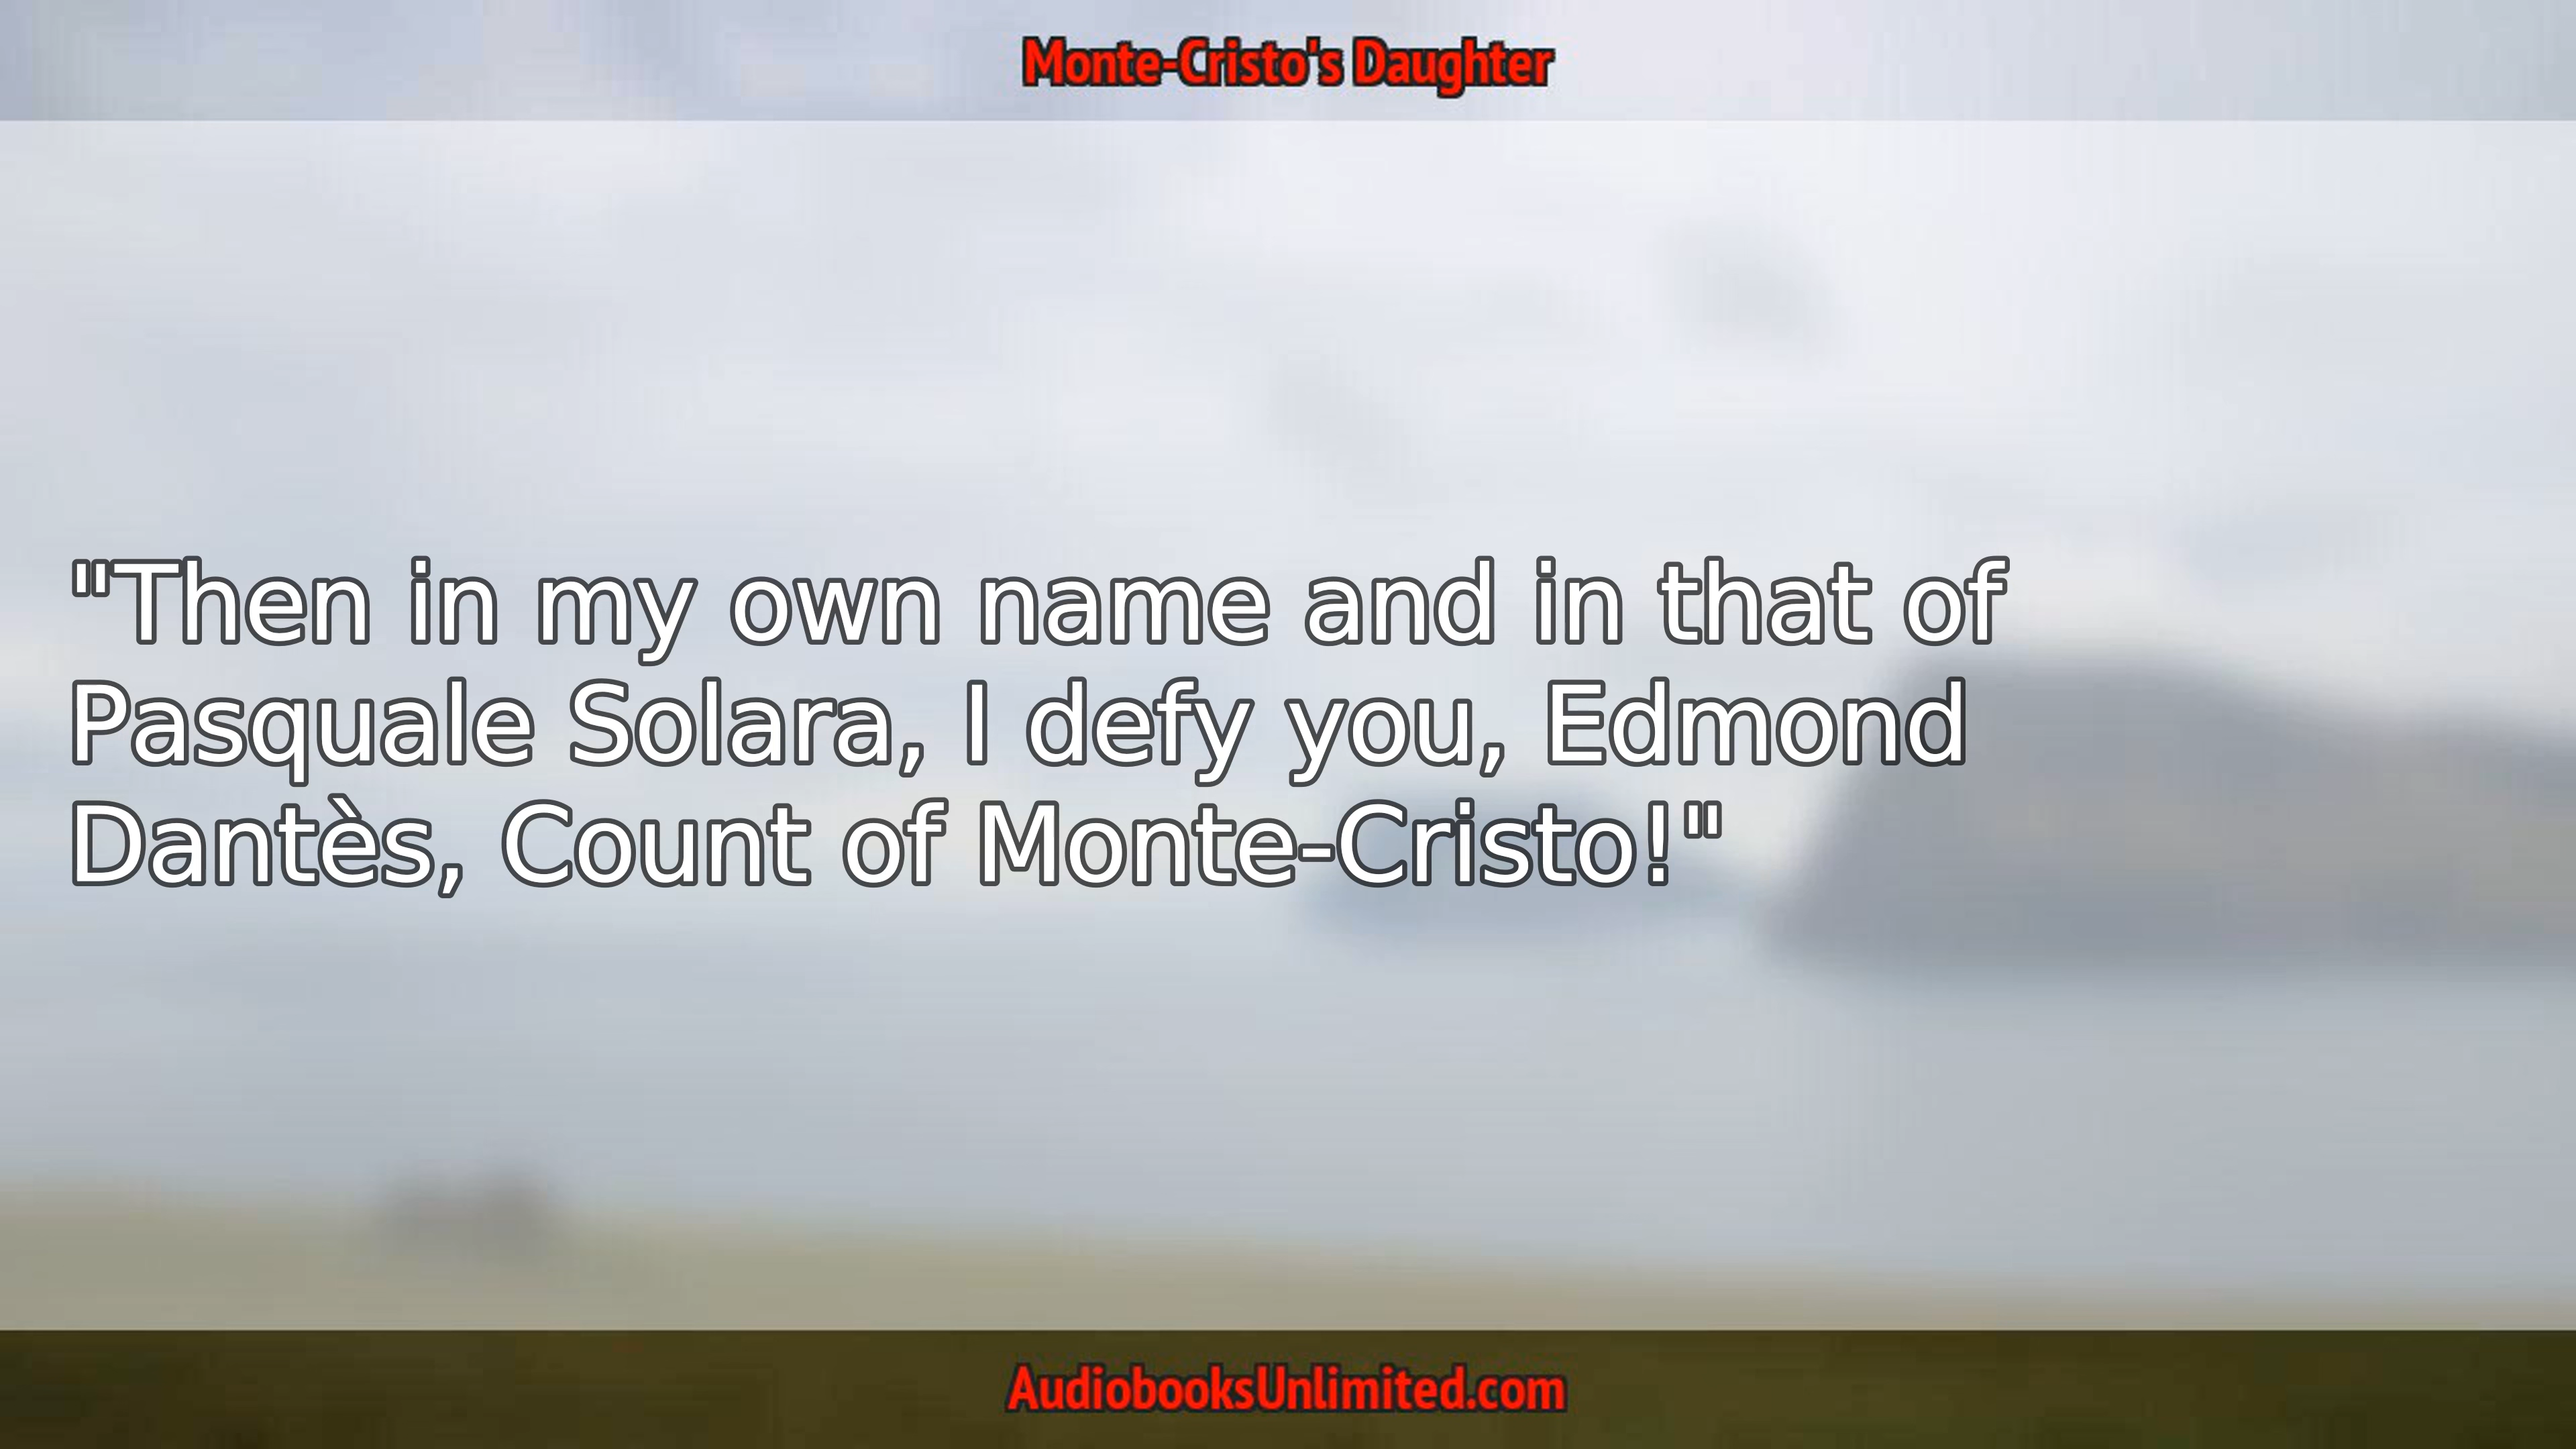 Monte-Cristo's Daughter
"Then in my own name and in that of
Pasquale Solara, I defy you, Edmond
Dantès, Count of Monte-Cristo!"
AudiobooksUnlimited.com